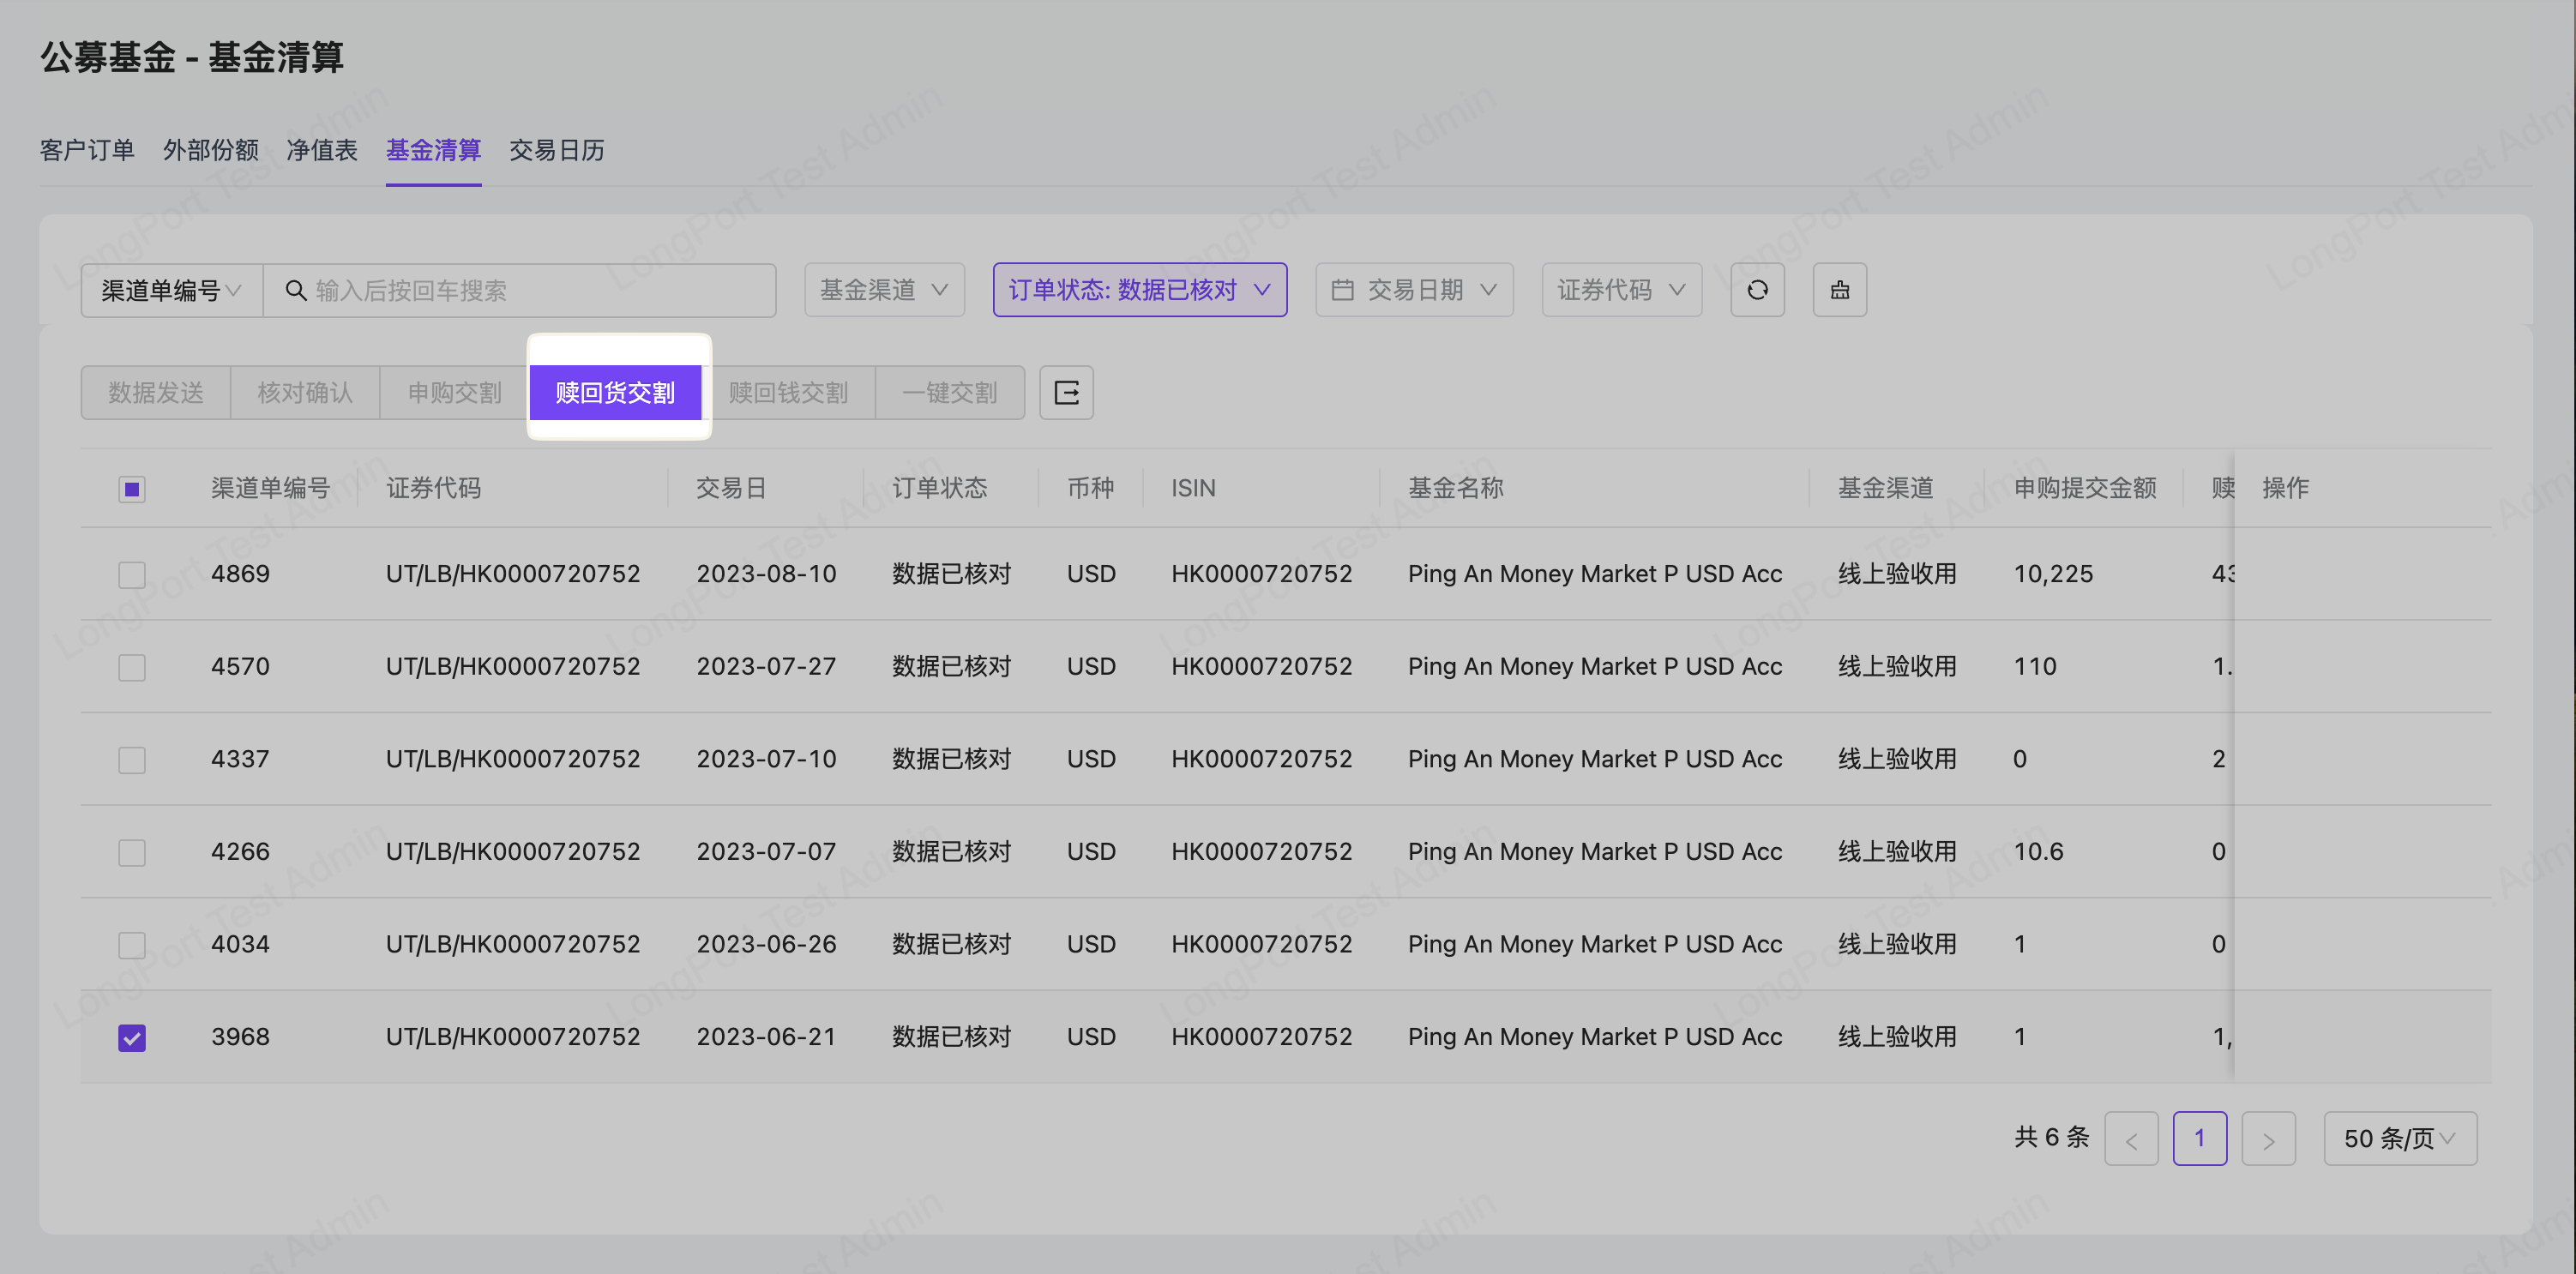 公募基金 - 基金清算
客户订单 外部份额 净值表 基金清算 交易日历
渠道单编号 输入后按回车搜索 基金渠道 订单状态: 数据已核对 交易日期 证券代码
数据发送 核对确认 申购交割 赎回货交割 赎回钱交割 一键交割
渠道单编号 证券代码 交易日 订单状态 币种 ISIN 基金名称 基金渠道 申购提交金额 赎 操作
4869 UT/LB/HK0000720752 2023-08-10 数据已核对 USD HK0000720752 Ping An Money Market P USD Acc 线上验收用 10,225 43
4570 UT/LB/HK0000720752 2023-07-27 数据已核对 USD HK0000720752 Ping An Money Market P USD Acc 线上验收用 110 1.
4337 UT/LB/HK0000720752 2023-07-10 数据已核对 USD HK0000720752 Ping An Money Market P USD Acc 线上验收用 0 2
4266 UT/LB/HK0000720752 2023-07-07 数据已核对 USD HK0000720752 Ping An Money Market P USD Acc 线上验收用 10.6 0
4034 UT/LB/HK0000720752 2023-06-26 数据已核对 USD HK0000720752 Ping An Money Market P USD Acc 线上验收用 1 0
3968 UT/LB/HK0000720752 2023-06-21 数据已核对 USD HK0000720752 Ping An Money Market P USD Acc 线上验收用 1 1,
共 6 条 < 1 > 50 条/页
LongPort Test Admin